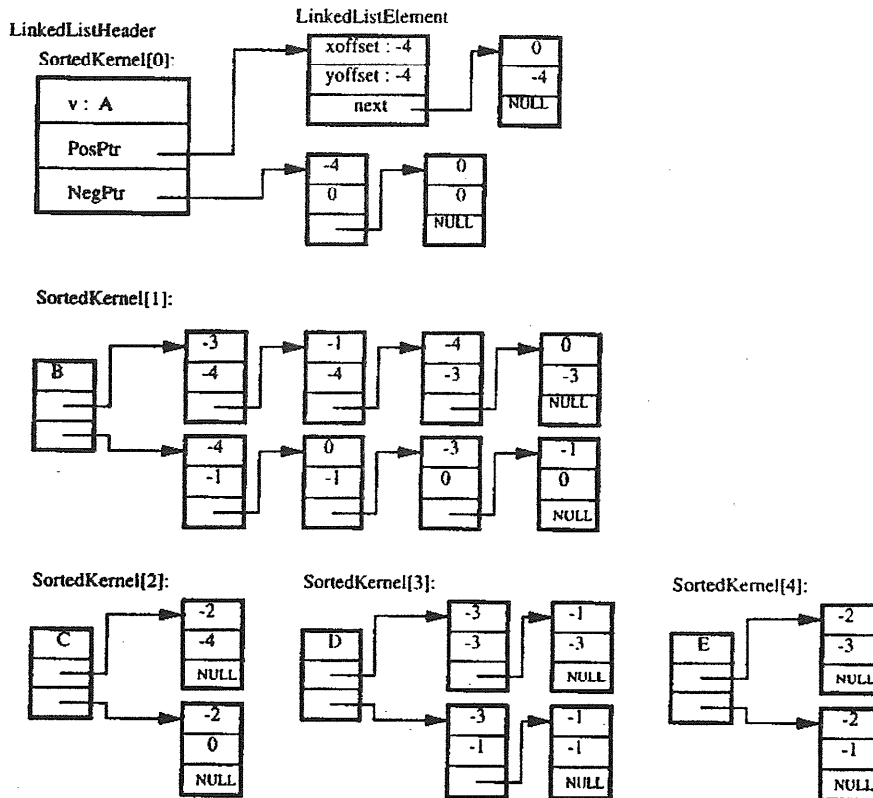 LinkedListHeader
SortedKernel[0]:
v : A
PosPtr
NegPtr
LinkedListElement
xoffset : -4
yoffset : -4
next
0
-4
NULL
-4
0
0
0
NULL
SortedKernel[1]:
B
-3
-4
-1
-4
-4
-3
0
-3
NULL
-4
-1
0
-1
-3
0
-1
0
NULL
SortedKernel[2]:
C
-2
-4
NULL
-2
0
NULL
SortedKernel[3]:
D
-3
-3
-1
-3
NULL
-3
-1
-1
-1
NULL
SortedKernel[4]:
E
-2
-3
NULL
-2
-1
NULL